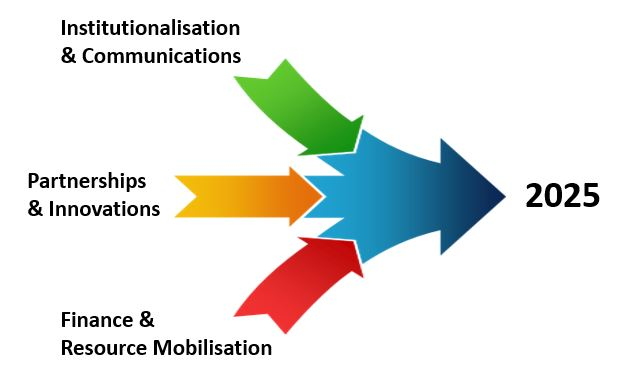 Institutionalisation
& Communications
Partnerships
& Innovations
2025
Finance &
Resource Mobilisation